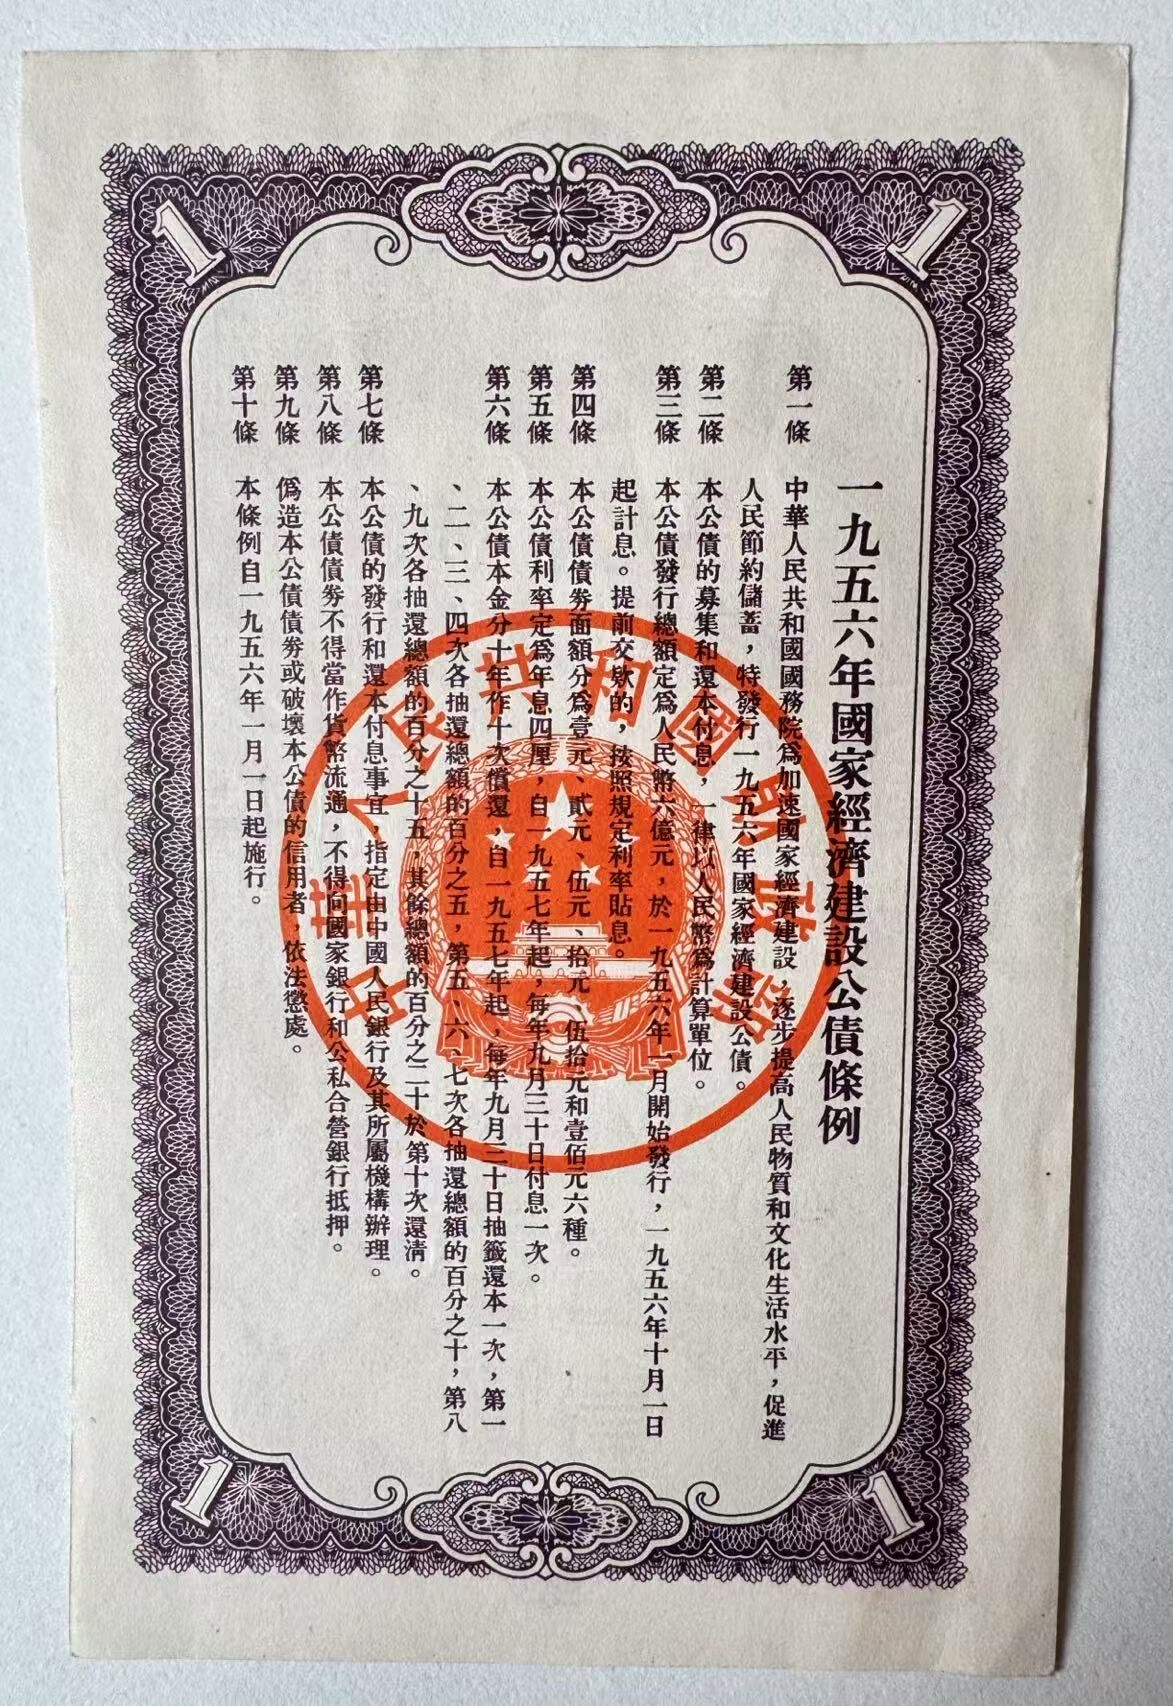 一九五六年國家經濟建設公債條例
第一條 中華人民共和國國務院爲加速國家經濟建設，逐步提高人民物質和文化生活水平，促進
人民節約儲蓄，特發行一九五六年國家經濟建設公債。
第二條 本公債的募集和還本付息，一律以人民幣爲計算單位。
第三條 本公債發行總額定爲人民幣六億元，於一九五六年一月開始發行，一九五六年十月一日
起計息。提前交欵的，按照規定利率貼息。
第四條 本公債債券面額分爲壹元、貳元、伍元、拾元、伍拾元和壹佰元六種。
第五條 本公債利率定爲年息四厘，自一九五七年起，每年九月三十日付息一次。
第六條 本公債本金分十年作十次償還，自一九五七年起，每年九月三十日抽籤還本一次，第一
、二、三、四次各抽還總額的百分之五，第五、六、七次各抽還總額的百分之十，第八
、九次各抽還總額的百分之十五，其餘總額的百分之二十於第十次還清。
第七條 本公債的發行和還本付息事宜，指定由中國人民銀行及其所屬機構辦理。
第八條 本公債債券不得當作貨幣流通，不得向國家銀行和公私合營銀行抵押。
第九條 僞造本公債債券或破壞本公債的信用者，依法懲處。
第十條 本條例自一九五六年一月一日起施行。
中華人民共和國財政部
1
1
1
1